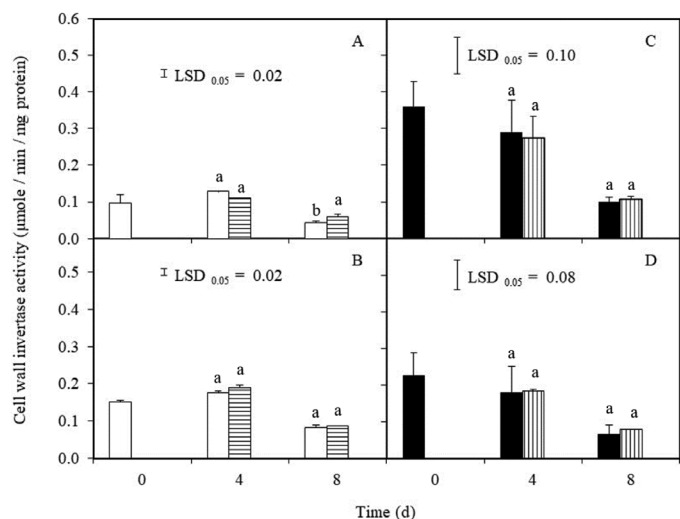 Cell wall invertase activity (μmole / min / mg protein)
0.6
0.5
0.4
0.3
0.2
0.1
0.0
A
LSD 0.05 = 0.02
a
a
b
a
C
LSD 0.05 = 0.10
a
a
a
a
0.5
0.4
0.3
0.2
0.1
0.0
B
LSD 0.05 = 0.02
a
a
a
a
D
LSD 0.05 = 0.08
a
a
a
a
0 4 8 0 4 8
Time (d)